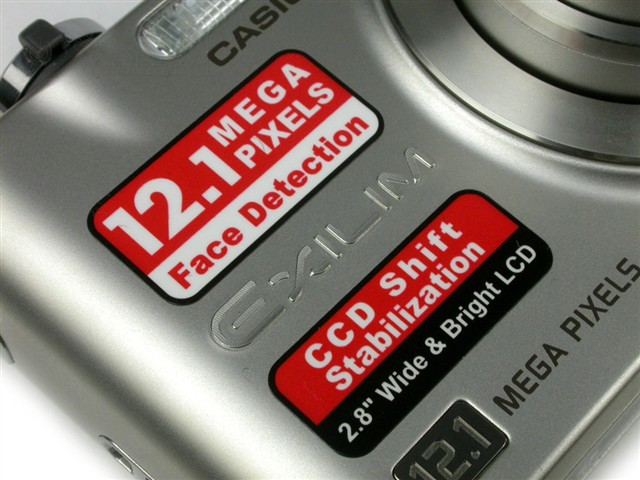 CASIO
12.1 MEGA
PIXELS
Face Detection
EXILIM
CCD Shift
Stabilization
2.8" Wide & Bright LCD
12.1 MEGA PIXELS